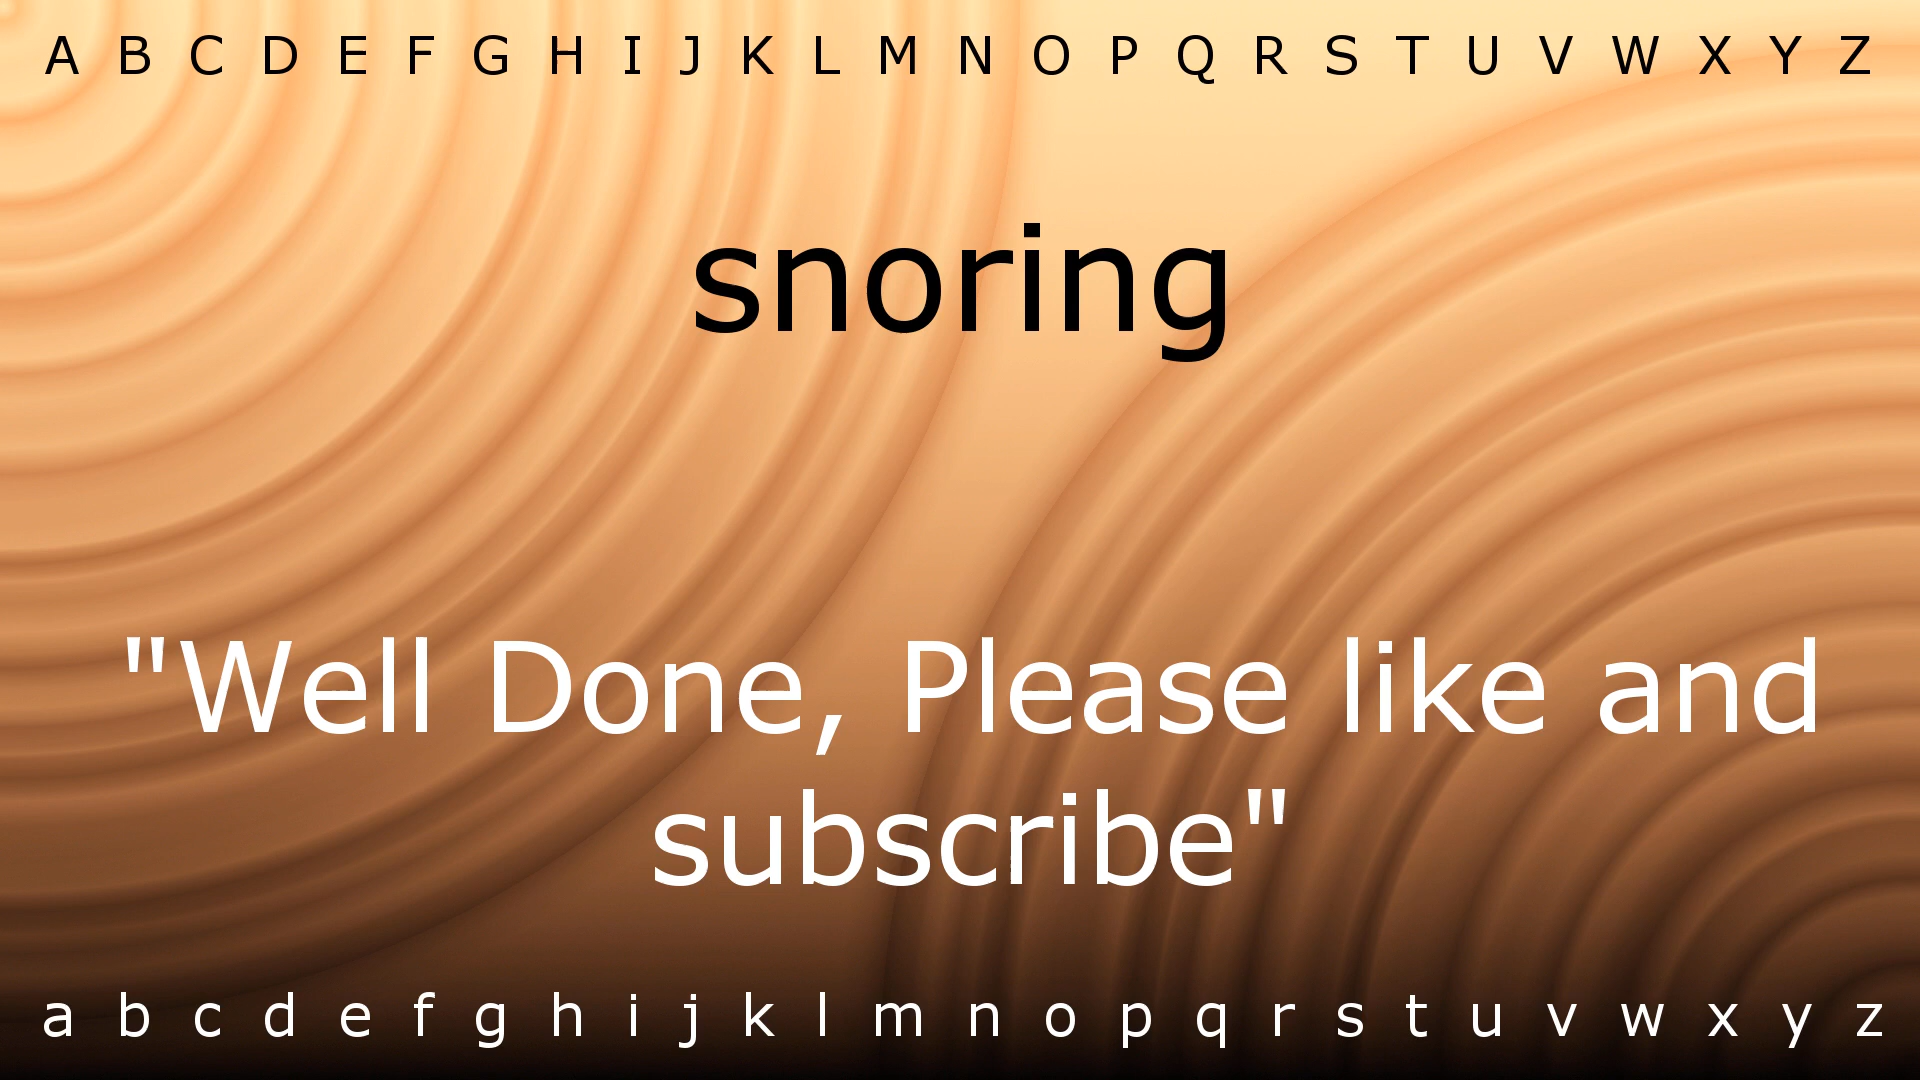 A B C D E F G H I J K L M N O P Q R S T U V W X Y Z
snoring
"Well Done, Please like and
subscribe"
a b c d e f g h i j k l m n o p q r s t u v w x y z